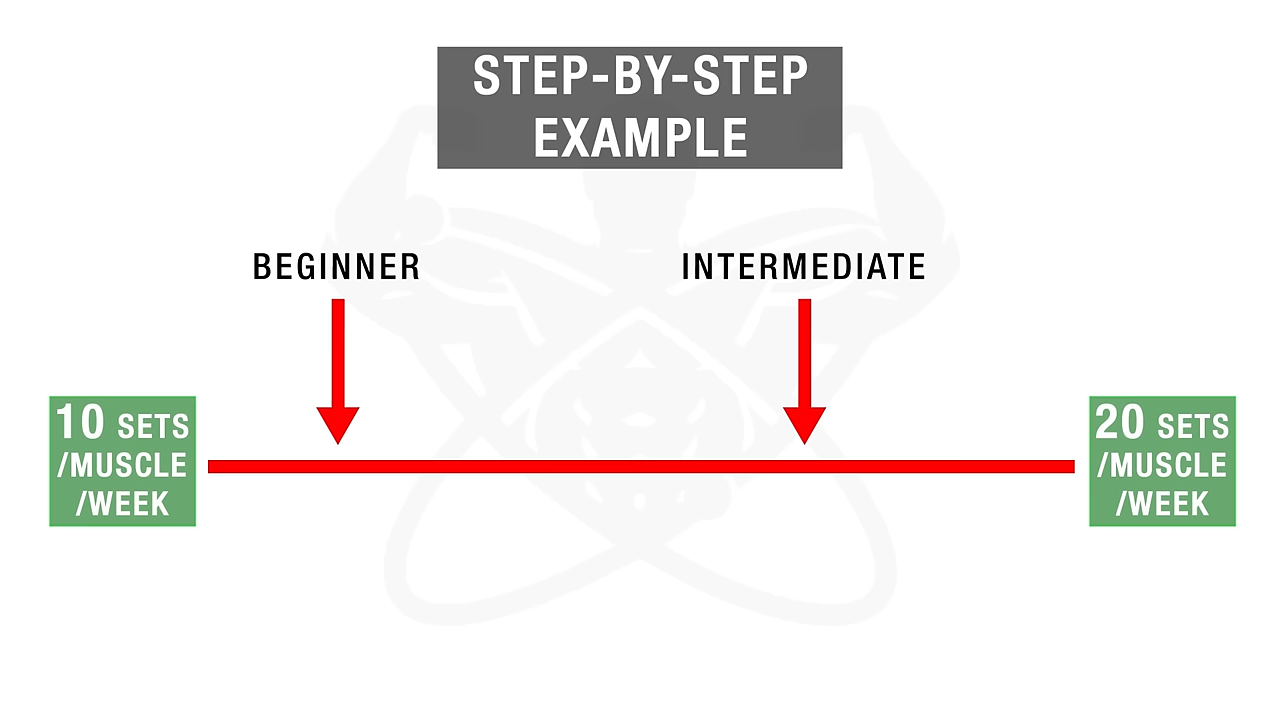 STEP-BY-STEP
EXAMPLE
BEGINNER
INTERMEDIATE
10 SETS
/MUSCLE
/WEEK
20 SETS
/MUSCLE
/WEEK